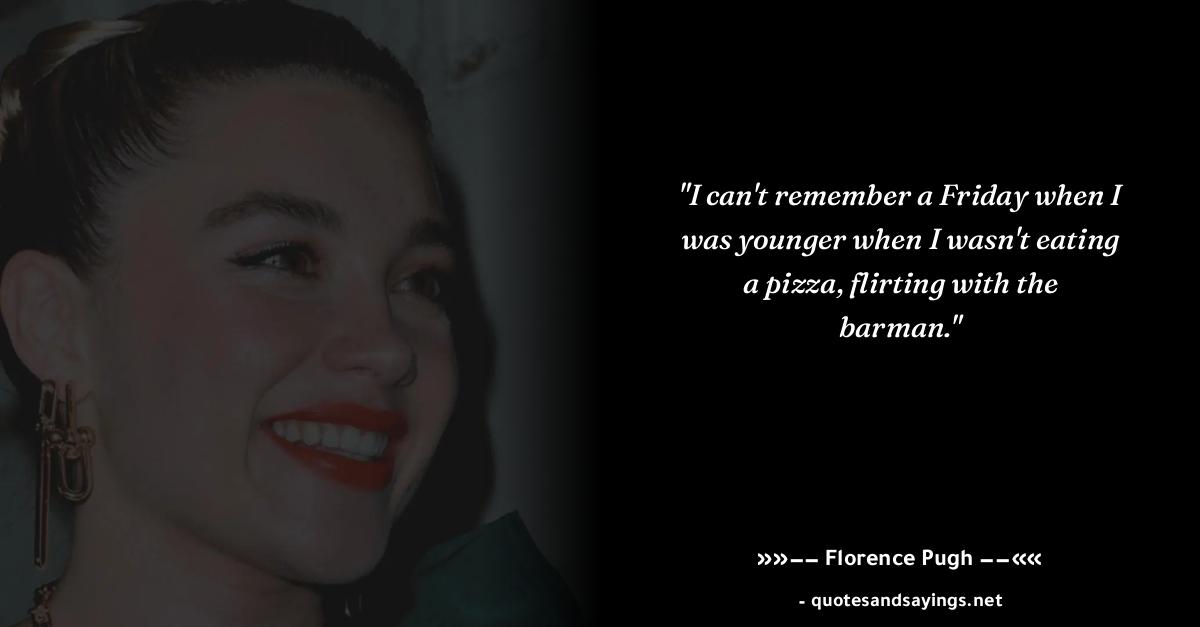 "I can't remember a Friday when I
was younger when I wasn't eating
a pizza, flirting with the
barman."
»»—— Florence Pugh ——««
- quotesandsayings.net